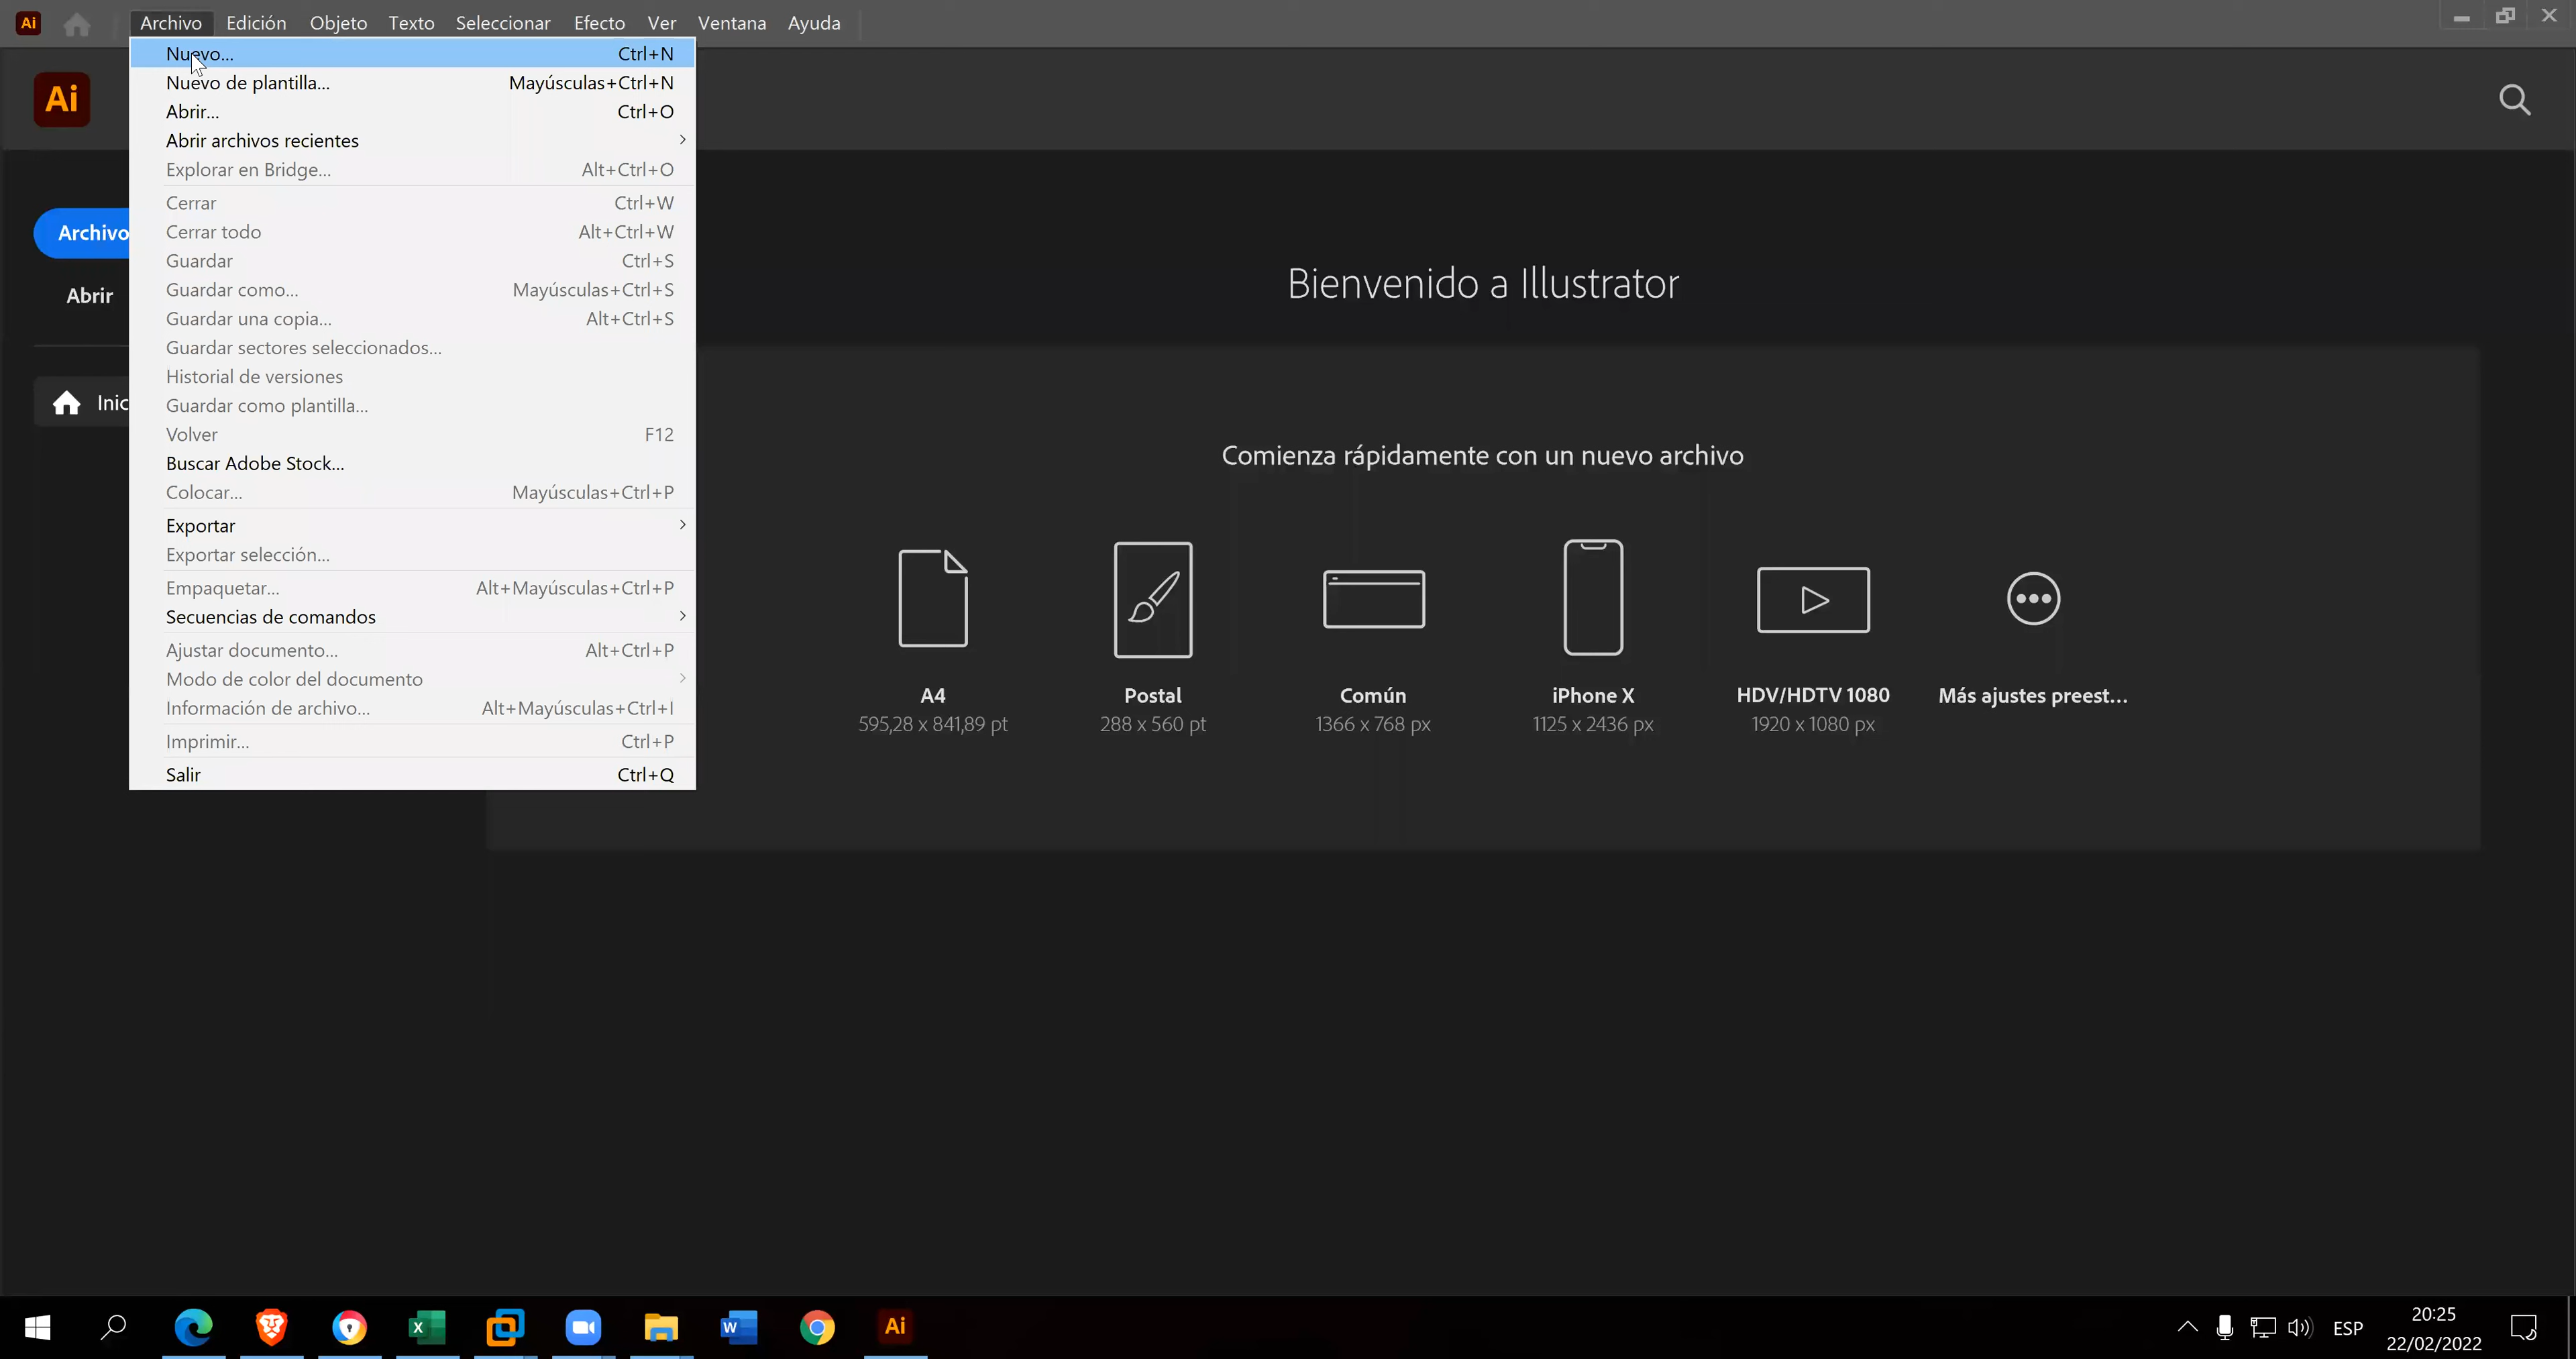 Ai Archivo Edición Objeto Texto Seleccionar Efecto Ver Ventana Ayuda
Nuevo... Ctrl+N
Nuevo de plantilla... Mayúsculas+Ctrl+N
Abrir... Ctrl+O
Abrir archivos recientes
Explorar en Bridge... Alt+Ctrl+O
Cerrar Ctrl+W
Cerrar todo Alt+Ctrl+W
Guardar Ctrl+S
Guardar como... Mayúsculas+Ctrl+S
Guardar una copia... Alt+Ctrl+S
Guardar sectores seleccionados...
Historial de versiones
Guardar como plantilla...
Volver F12
Buscar Adobe Stock...
Colocar... Mayúsculas+Ctrl+P
Exportar
Exportar selección...
Empaquetar... Alt+Mayúsculas+Ctrl+P
Secuencias de comandos
Ajustar documento... Alt+Ctrl+P
Modo de color del documento
Información de archivo... Alt+Mayúsculas+Ctrl+I
Imprimir... Ctrl+P
Salir Ctrl+Q
Ai
Archivo
Abrir
Inic
Bienvenido a Illustrator
Comienza rápidamente con un nuevo archivo
A4
595,28 x 841,89 pt
Postal
288 x 560 pt
Común
1366 x 768 px
iPhone X
1125 x 2436 px
HDV/HDTV 1080
1920 x 1080 px
Más ajustes preest...
X
W
Ai
ESP
20:25
22/02/2022